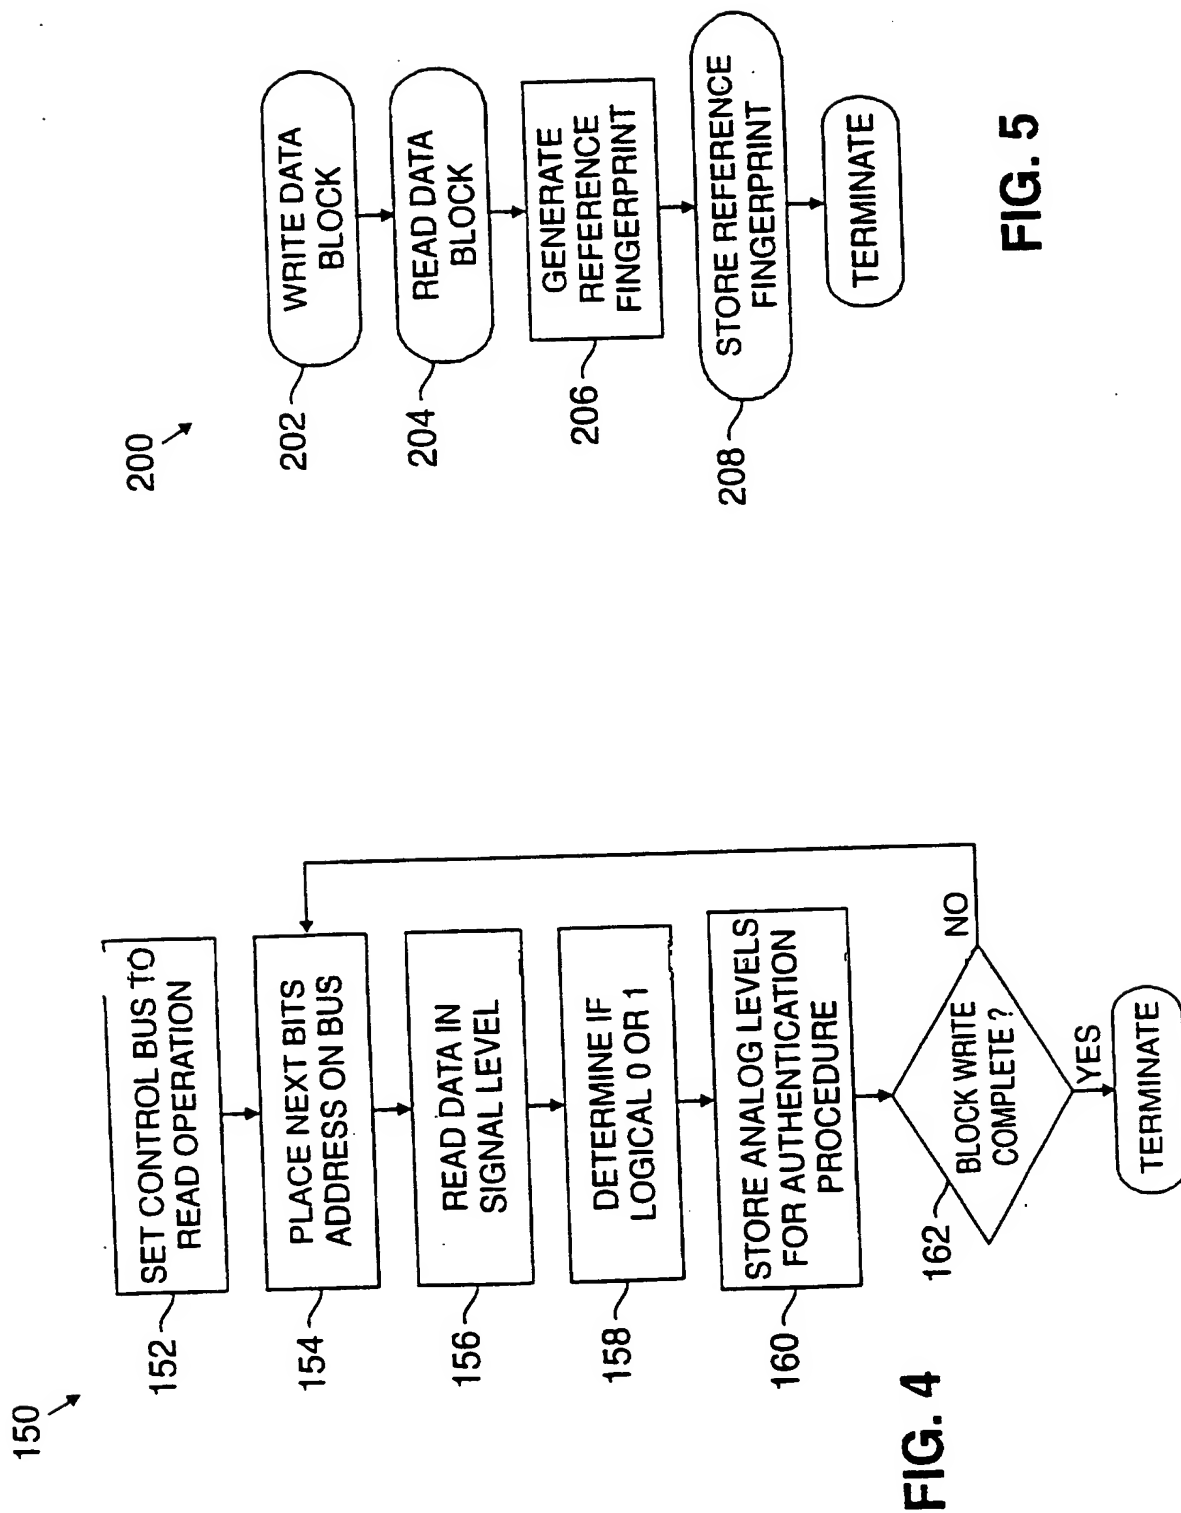 150
152
SET CONTROL BUS TO
READ OPERATION
154
PLACE NEXT BITS
ADDRESS ON BUS
156
READ DATA IN
SIGNAL LEVEL
158
DETERMINE IF
LOGICAL 0 OR 1
160
STORE ANALOG LEVELS
FOR AUTHENTICATION
PROCEDURE
162
BLOCK WRITE
COMPLETE ?
NO
YES
TERMINATE
FIG. 4
200
202
WRITE DATA
BLOCK
204
READ DATA
BLOCK
206
GENERATE
REFERENCE
FINGERPRINT
208
STORE REFERENCE
FINGERPRINT
TERMINATE
FIG. 5